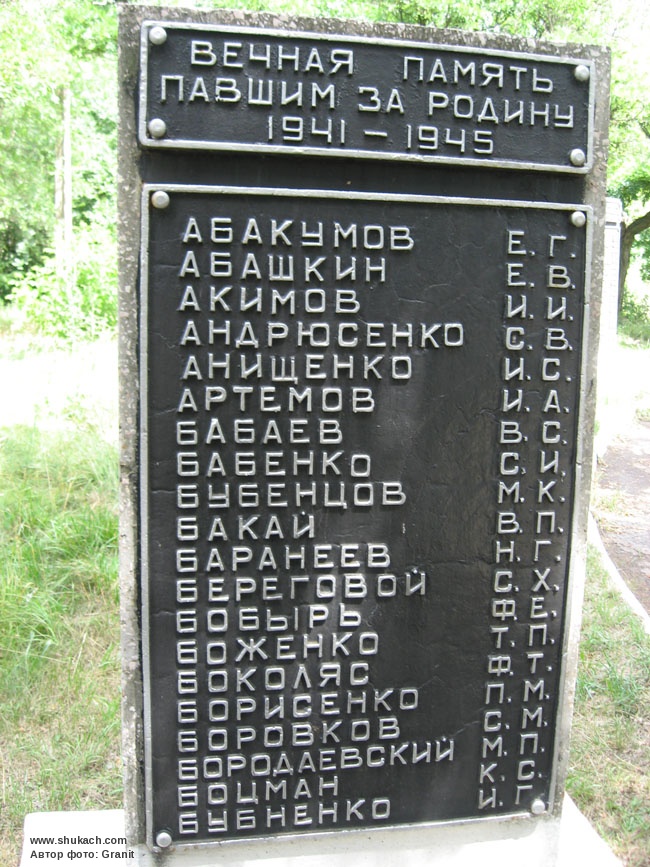 ВЕЧНАЯ ПАМЯТЬ
ПАВШИМ ЗА РОДИНУ
1941 – 1945
АБАКУМОВ Е. Г.
АБАШКИН Е. В.
АКИМОВ И. И.
АНДРЮСЕНКО С. В.
АНИЩЕНКО И. С.
АРТЕМОВ И. А.
БАБАЕВ В. С.
БАБЕНКО С. И.
БУБЕНЦОВ М. К.
БАКАЙ В. П.
БАРАНЕЕВ Н. Г.
БЕРЕГОВОЙ С. Х.
БОБЫРЬ Ф. Е.
БОЖЕНКО Т. П.
БОКОЛЯС Ф. Т.
БОРИСЕНКО П. М.
БОРОВКОВ С. М.
БОРОДАЕВСКИЙ М. П.
БОЦМАН К. С.
БУБНЕНКО И. Г
www.shukach.com
Автор фото: Granit